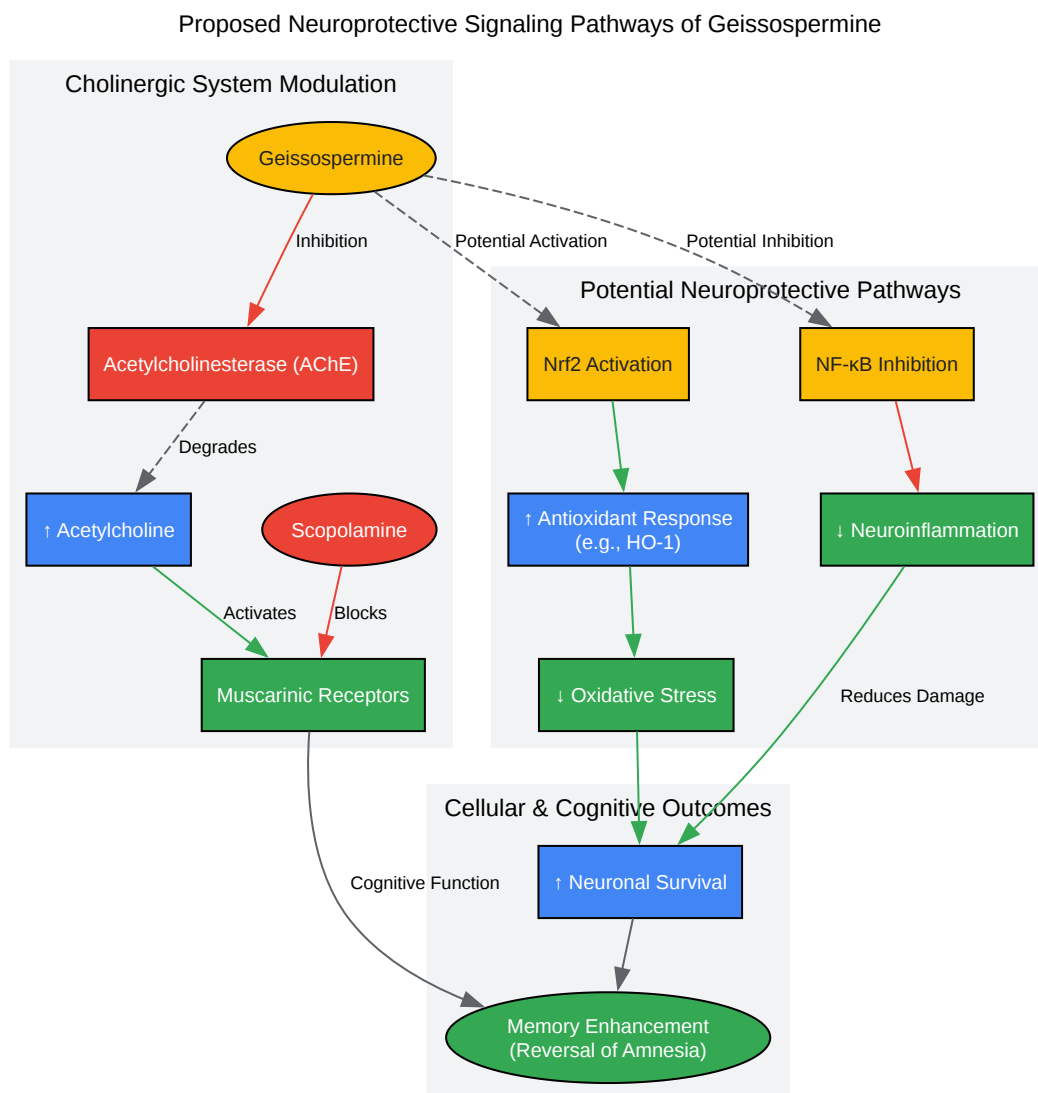 Proposed Neuroprotective Signaling Pathways of Geissospermine
Cholinergic System Modulation
Geissospermine
Inhibition
Potential Activation
Potential Inhibition
Potential Neuroprotective Pathways
Acetylcholinesterase (AChE)
Nrf2 Activation
NF-κB Inhibition
Degrades
↑ Acetylcholine
Scopolamine
↑ Antioxidant Response
(e.g., HO-1)
↓ Neuroinflammation
Activates
Blocks
Muscarinic Receptors
↓ Oxidative Stress
Reduces Damage
Cellular & Cognitive Outcomes
Cognitive Function
↑ Neuronal Survival
Memory Enhancement
(Reversal of Amnesia)